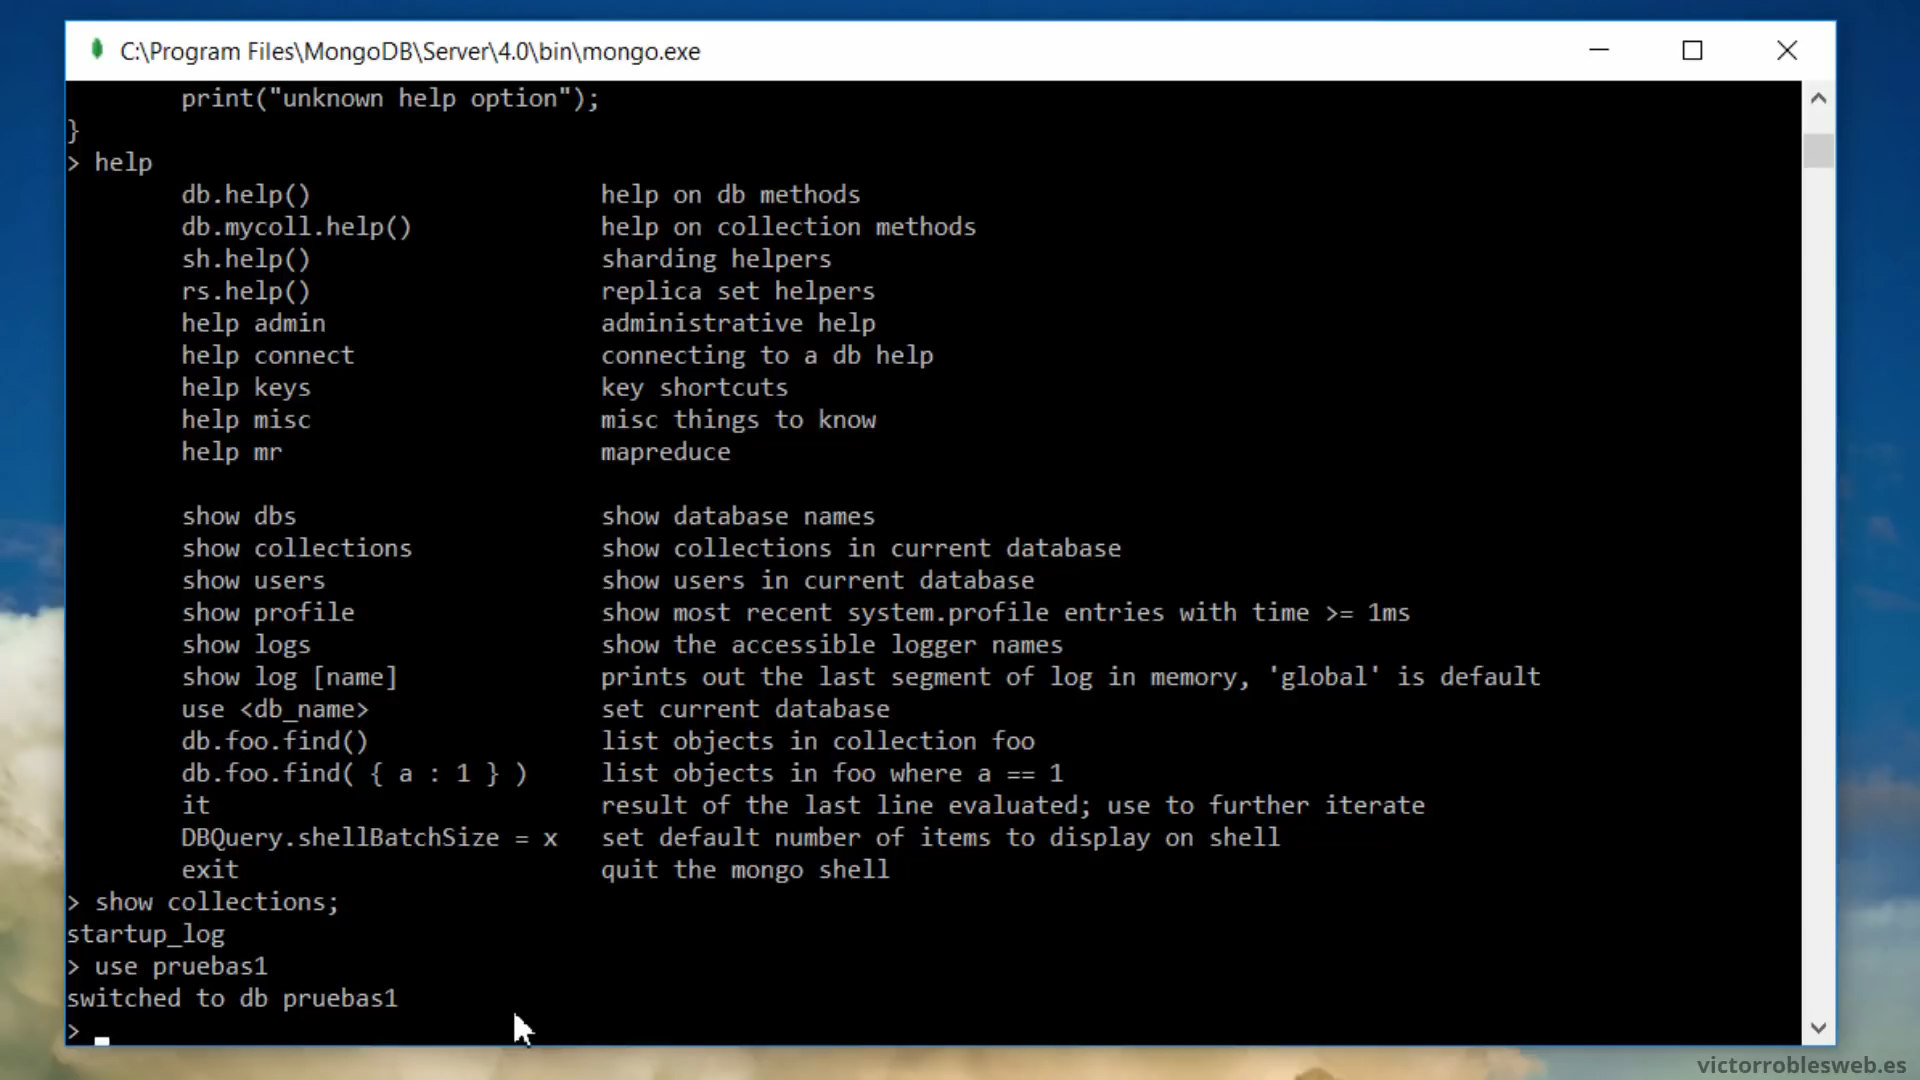 C:\Program Files\MongoDB\Server\4.0\bin\mongo.exe
print("unknown help option");
}
> help
db.help() help on db methods
db.mycoll.help() help on collection methods
sh.help() sharding helpers
rs.help() replica set helpers
help admin administrative help
help connect connecting to a db help
help keys key shortcuts
help misc misc things to know
help mr mapreduce
show dbs show database names
show collections show collections in current database
show users show users in current database
show profile show most recent system.profile entries with time >= 1ms
show logs show the accessible logger names
show log [name] prints out the last segment of log in memory, 'global' is default
use <db_name> set current database
db.foo.find() list objects in collection foo
db.foo.find( { a : 1 } ) list objects in foo where a == 1
it result of the last line evaluated; use to further iterate
DBQuery.shellBatchSize = x set default number of items to display on shell
exit quit the mongo shell
> show collections;
startup_log
> use pruebas1
switched to db pruebas1
>
victorroblesweb.es